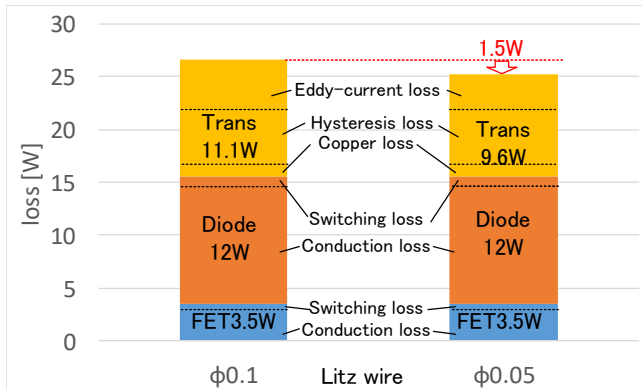 30
25
20
15
10
5
0
loss [W]
1.5W
Eddy-current loss
Trans
11.1W
Hysteresis loss
Copper loss
Trans
9.6W
Switching loss
Diode
12W
Conduction loss
Diode
12W
Switching loss
FET3.5W
Conduction loss
FET3.5W
ϕ0.1
Litz wire
ϕ0.05